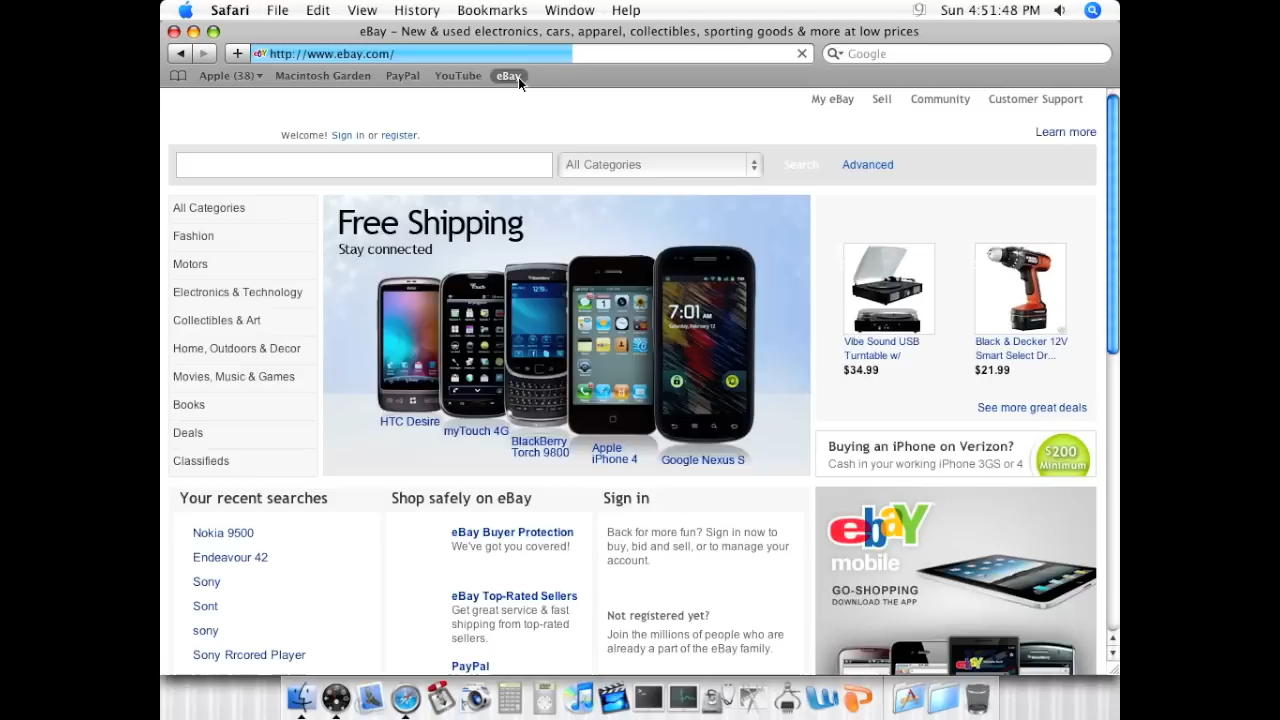 Safari File Edit View History Bookmarks Window Help Sun 4:51:48 PM
eBay - New & used electronics, cars, apparel, collectibles, sporting goods & more at low prices
http://www.ebay.com/ Google
Apple (38) Macintosh Garden PayPal YouTube eBay
My eBay Sell Community Customer Support
Welcome! Sign in or register.
Learn more
All Categories Search Advanced
All Categories
Fashion
Motors
Electronics & Technology
Collectibles & Art
Home, Outdoors & Decor
Movies, Music & Games
Books
Deals
Classifieds
Free Shipping
Stay connected
7:01 AM
HTC Desire
myTouch 4G
BlackBerry
Torch 9800
Apple
iPhone 4
Google Nexus S
Vibe Sound USB
Turntable w/
$34.99
Black & Decker 12V
Smart Select Dr...
$21.99
See more great deals
Buying an iPhone on Verizon?
Cash in your working iPhone 3GS or 4
$200
Minimum
Your recent searches
Nokia 9500
Endeavour 42
Sony
Sont
sony
Sony Rrcored Player
Shop safely on eBay
eBay Buyer Protection
We've got you covered!
eBay Top-Rated Sellers
Get great service & fast
shipping from top-rated
sellers.
PayPal
Sign in
Back for more fun? Sign in now to
buy, bid and sell, or to manage your
account.
Not registered yet?
Join the millions of people who are
already a part of the eBay family.
ebay
mobile
GO-SHOPPING
DOWNLOAD THE APP
ebay